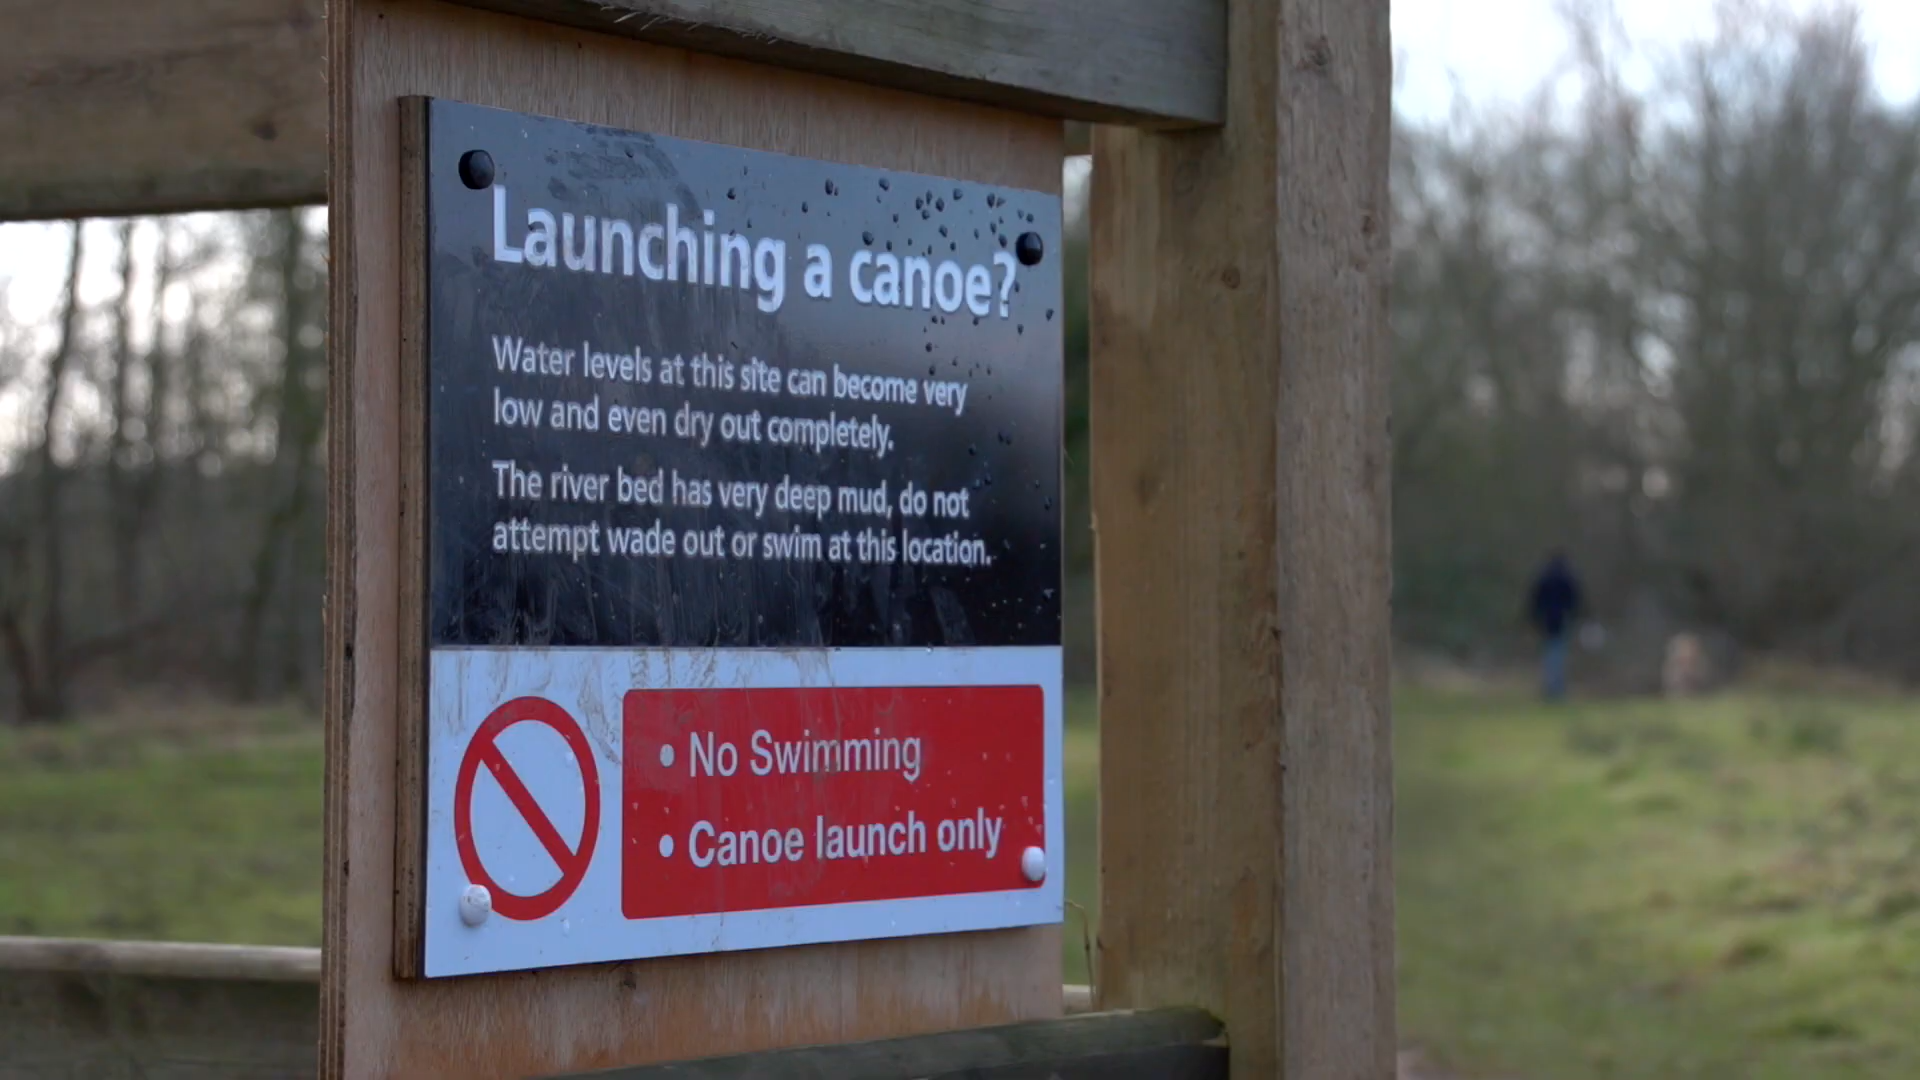 Launching a canoe?
Water levels at this site can become very
low and even dry out completely.
The river bed has very deep mud, do not
attempt wade out or swim at this location.
• No Swimming
• Canoe launch only